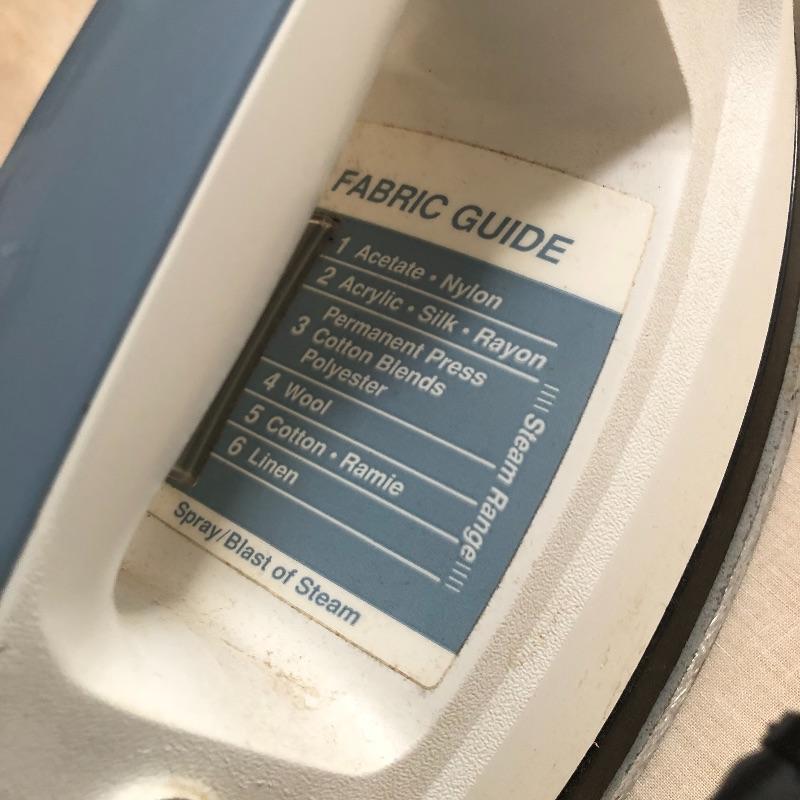 FABRIC GUIDE
1 Acetate • Nylon
2 Acrylic • Silk • Rayon
3 Permanent Press
Cotton Blends
Polyester
4 Wool
5 Cotton • Ramie
6 Linen
Steam Range
Spray/Blast of Steam